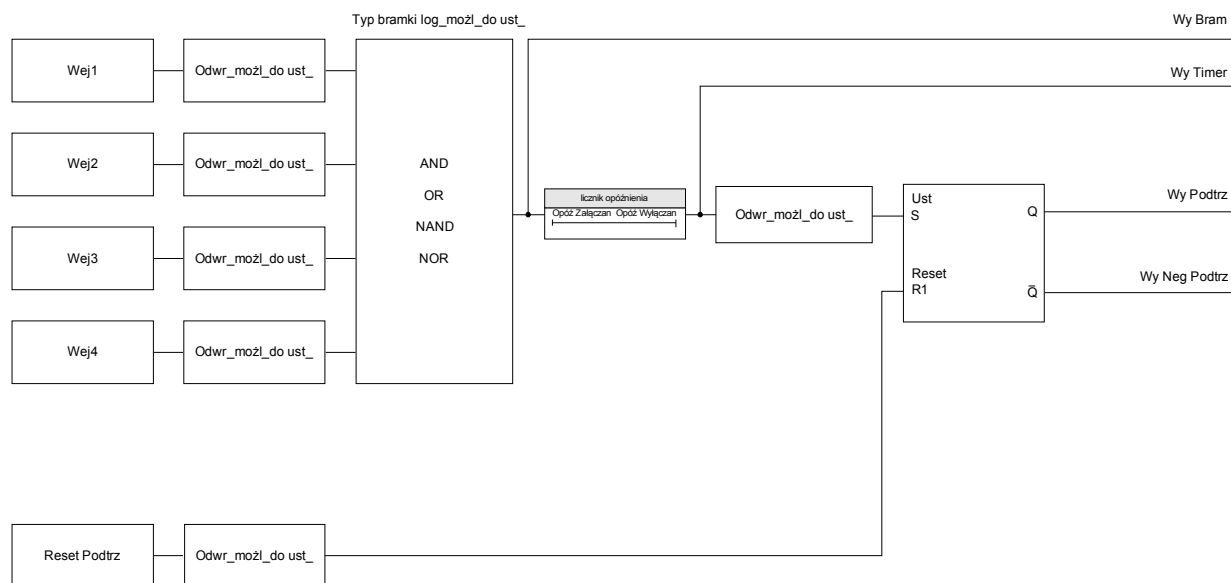 Typ bramki log_możl_do ust_
Wy Bram
Wej1
Odwr_możl_do ust_
Wy Timer
Wej2
Odwr_możl_do ust_
AND
OR
NAND
NOR
licznik opóźnienia
Opóź Załączan Opóź Wyłączan
Odwr_możl_do ust_
Ust
S
Q
Wy Podtrz
Reset
R1
Q̅
Wy Neg Podtrz
Wej3
Odwr_możl_do ust_
Wej4
Odwr_możl_do ust_
Reset Podtrz
Odwr_możl_do ust_